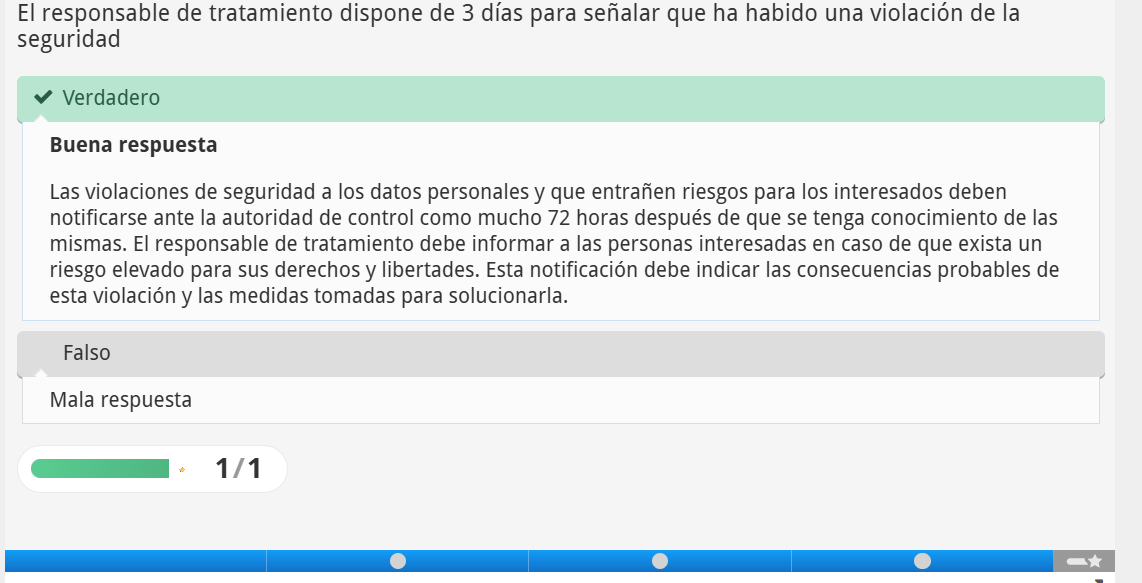 El responsable de tratamiento dispone de 3 días para señalar que ha habido una violación de la
seguridad
Verdadero
Buena respuesta
Las violaciones de seguridad a los datos personales y que entrañen riesgos para los interesados deben
notificarse ante la autoridad de control como mucho 72 horas después de que se tenga conocimiento de las
mismas. El responsable de tratamiento debe informar a las personas interesadas en caso de que exista un
riesgo elevado para sus derechos y libertades. Esta notificación debe indicar las consecuencias probables de
esta violación y las medidas tomadas para solucionarla.
Falso
Mala respuesta
1/1